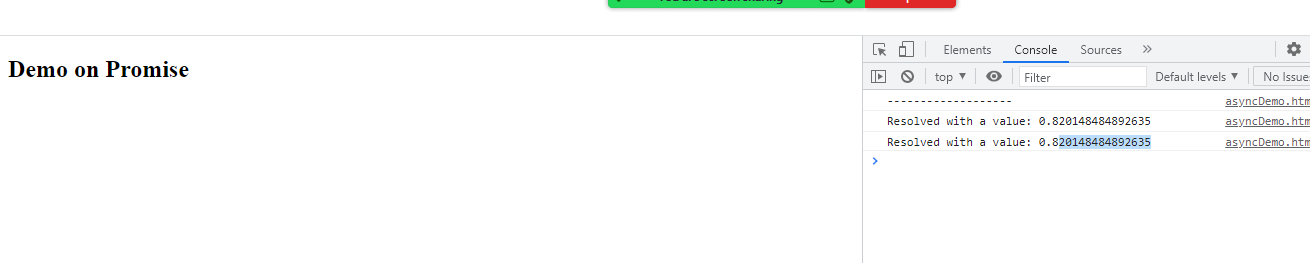 Demo on Promise
Elements Console Sources »
top ▼ Filter Default levels ▼ No Issue
------------------- asyncDemo.htm
Resolved with a value: 0.820148484892635 asyncDemo.htm
Resolved with a value: 0.820148484892635 asyncDemo.htm
>